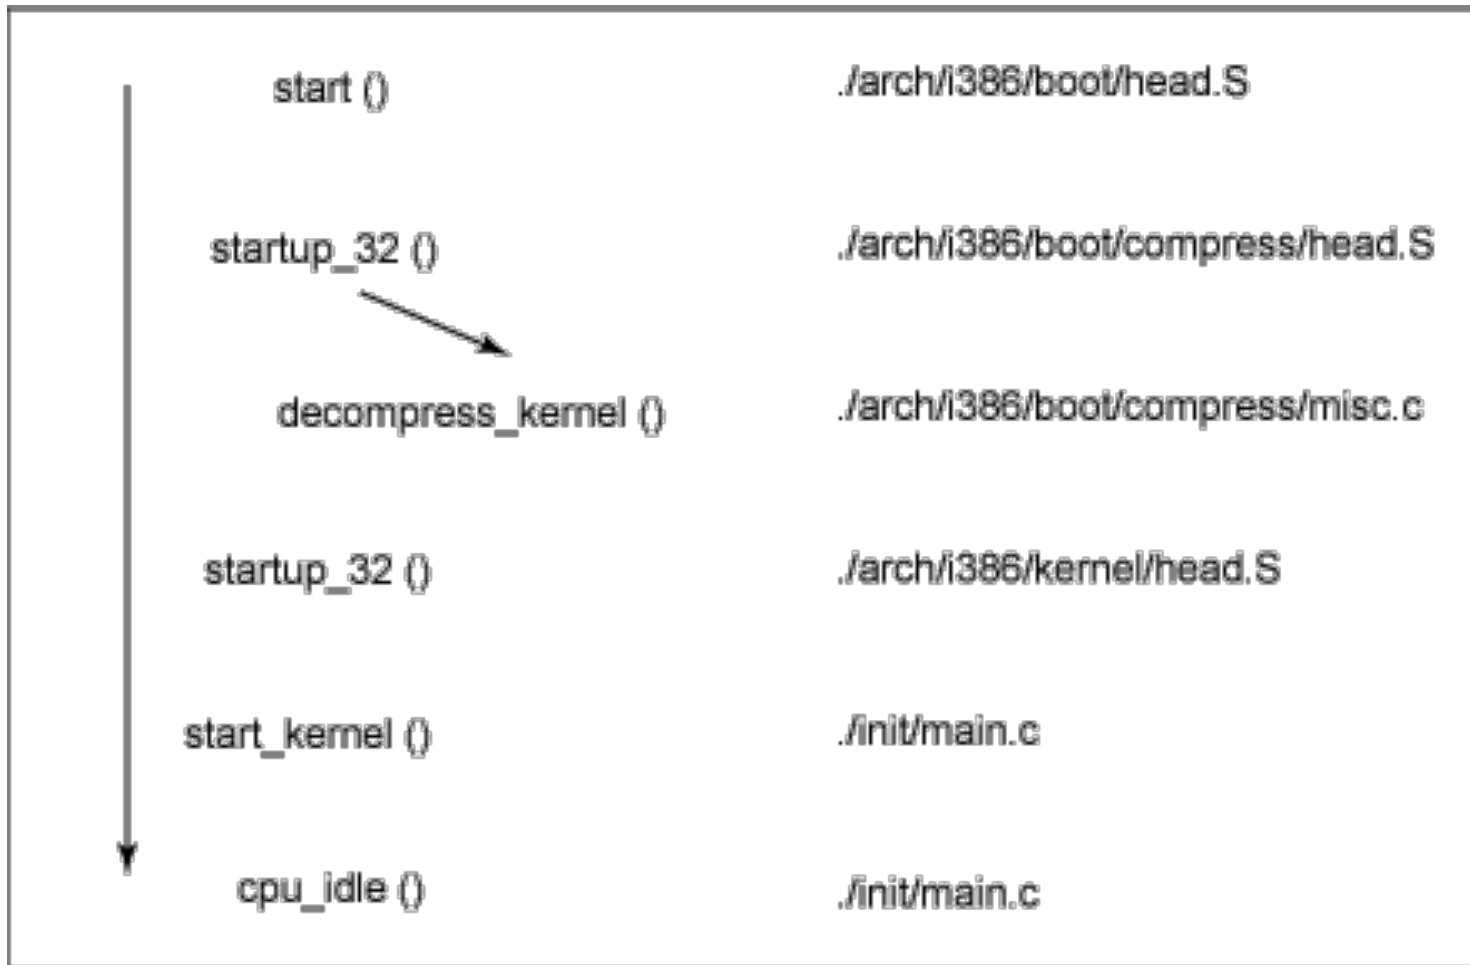 start () ./arch/i386/boot/head.S
startup_32 () ./arch/i386/boot/compress/head.S
decompress_kernel () ./arch/i386/boot/compress/misc.c
startup_32 () ./arch/i386/kernel/head.S
start_kernel () ./init/main.c
cpu_idle () ./init/main.c